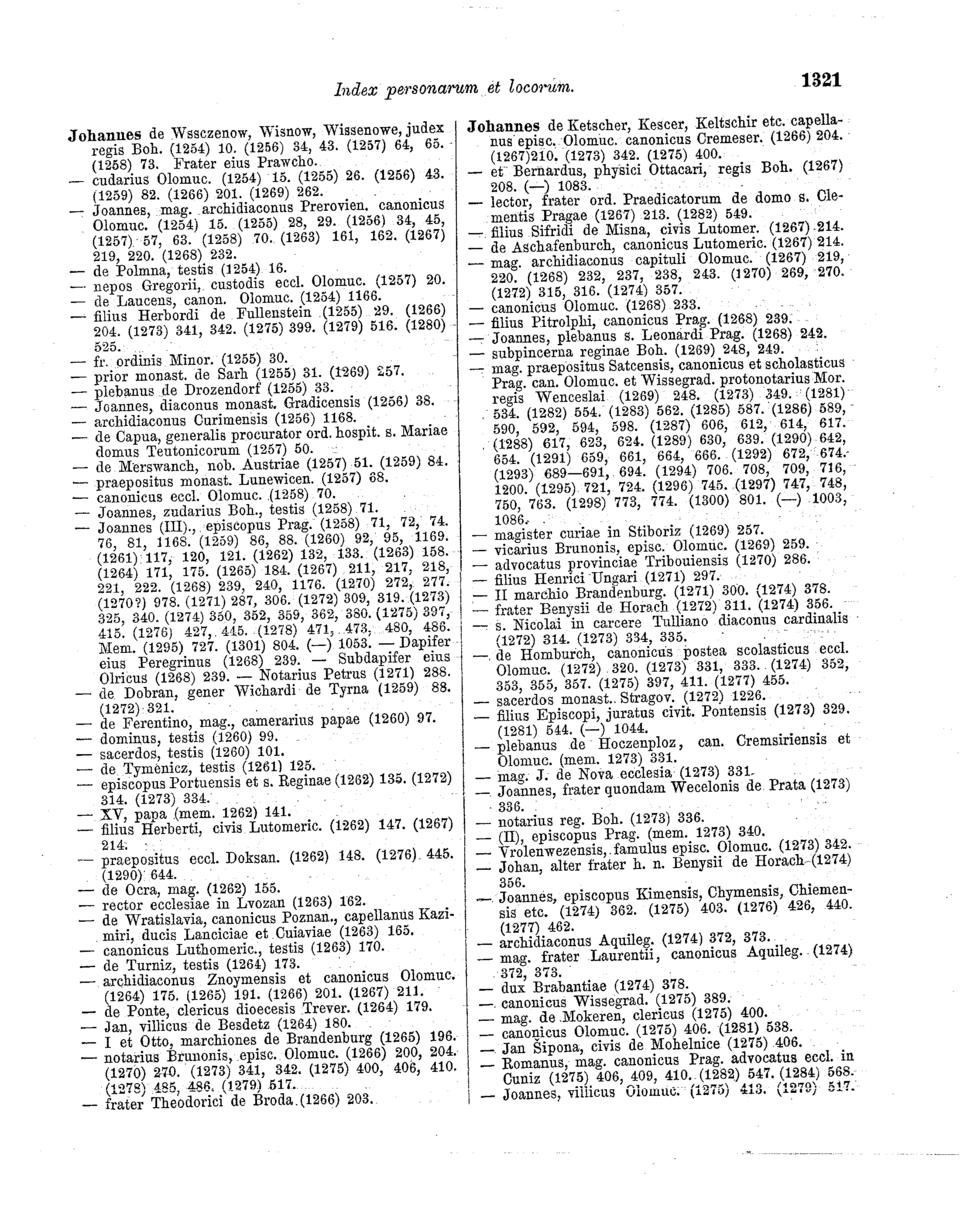 Index personarum et locorum.
1321
Johannes de Wssczenow, Wisnow, Wissenowe, judex
regis Boh. (1254) 10. (1256) 34, 43. (1257) 64, 65.
(1258) 73. Frater eius Prawcho.
— cudarius Olomuc. (1254) 15. (1255) 26. (1256) 43.
(1259) 82. (1266) 201. (1269) 262.
— Joannes, mag. archidiaconus Prerovien. canonicus
Olomuc. (1254) 15. (1255) 28, 29. (1256) 34, 45,
(1257) 57, 63. (1258) 70. (1263) 161, 162. (1267)
219, 220. (1268) 232.
— de Polmna, testis (1254) 16.
— nepos Gregorii, custodis eccl. Olomuc. (1257) 20.
— de Laucens, canon. Olomuc. (1254) 1166.
— filius Herbordi de Fullenstein (1255) 29. (1266)
204. (1273) 341, 342. (1275) 399. (1279) 516. (1280)
525.
— fr. ordinis Minor. (1255) 30.
— prior monast. de Sarh (1255) 31. (1269) 257.
— plebanus de Drozendorf (1255) 33.
— Joannes, diaconus monast. Gradicensis (1256) 38.
— archidiaconus Curimensis (1256) 1168.
— de Capua, generalis procurator ord. hospit. s. Mariae
domus Teutonicorum (1257) 50.
— de Merswanch, nob. Austriae (1257) 51. (1259) 84.
— praepositus monast. Lunewicen. (1257) 68.
— canonicus eccl. Olomuc. (1258) 70.
— Joannes, zudarius Boh., testis (1258) 71.
— Joannes (III)., episcopus Prag. (1258) 71, 72, 74.
76, 81, 1168. (1259) 86, 88. (1260) 92, 95, 1169.
(1261) 117, 120, 121. (1262) 132, 133. (1263) 158.
(1264) 171, 175. (1265) 184. (1267) 211, 217, 218,
221, 222. (1268) 239, 240, 1176. (1270) 272, 277.
(1270?) 978. (1271) 287, 306. (1272) 309, 319. (1273)
325, 340. (1274) 350, 352, 359, 362, 380. (1275) 397,
415. (1276) 427, 445. (1278) 471, 473, 480, 486.
Mem. (1295) 727. (1301) 804. (—) 1053. — Dapifer
eius Peregrinus (1268) 239. — Subdapifer eius
Olricus (1268) 239. — Notarius Petrus (1271) 288.
— de Dobran, gener Wichardi de Tyrna (1259) 88.
(1272) 321.
— de Ferentino, mag., camerarius papae (1260) 97.
— dominus, testis (1260) 99.
— sacerdos, testis (1260) 101.
— de Tymènicz, testis (1261) 125.
— episcopus Portuensis et s. Reginae (1262) 135. (1272)
314. (1273) 334.
— XV, papa (mem. 1262) 141.
— filius Herberti, civis Lutomeric. (1262) 147. (1267)
214.
— praepositus eccl. Doksan. (1262) 148. (1276) 445.
(1290) 644.
— de Ocra, mag. (1262) 155.
— rector ecclesiae in Lvozan (1263) 162.
— de Wratislavia, canonicus Poznan., capellanus Kazi-
miri, ducis Lanciciae et Cuiaviae (1263) 165.
— canonicus Luthomeric., testis (1263) 170.
— de Turniz, testis (1264) 173.
— archidiaconus Znoymensis et canonicus Olomuc.
(1264) 175. (1265) 191. (1266) 201. (1267) 211.
— de Ponte, clericus dioecesis Trever. (1264) 179.
— Jan, villicus de Besdetz (1264) 180.
— I et Otto, marchiones de Brandenburg (1265) 196.
— notarius Brunonis, episc. Olomuc. (1266) 200, 204.
(1270) 270. (1273) 341, 342. (1275) 400, 406, 410.
(1278) 485, 486. (1279) 517.
— frater Theodorici de Broda (1266) 203.
Johannes de Ketscher, Kescer, Keltschir etc. capella-
nus episc. Olomuc. canonicus Cremeser. (1266) 204.
(1267)210. (1273) 342. (1275) 400.
— et Bernardus, physici Ottacari, regis Boh. (1267)
208. (—) 1083.
— lector, frater ord. Praedicatorum de domo s. Cle-
mentis Pragae (1267) 213. (1282) 549.
— filius Sifridi de Misna, civis Lutomer. (1267) 214.
— de Aschafenburch, canonicus Lutomeric. (1267) 214.
— mag. archidiaconus capituli Olomuc. (1267) 219,
220. (1268) 232, 237, 238, 243. (1270) 269, 270.
(1272) 315, 316. (1274) 357.
— canonicus Olomuc. (1268) 233.
— filius Pitrolphi, canonicus Prag. (1268) 239.
— Joannes, plebanus s. Leonardi Prag. (1268) 242.
— subpincerna reginae Boh. (1269) 248, 249.
— mag. praepositus Satcensis, canonicus et scholasticus
Prag. can. Olomuc. et Wissegrad. protonotarius Mor.
regis Wenceslai (1269) 248. (1273) 349. (1281)
534. (1282) 554. (1283) 562. (1285) 587. (1286) 589,
590, 592, 594, 598. (1287) 606, 612, 614, 617.
(1288) 617, 623, 624. (1289) 630, 639. (1290) 642,
654. (1291) 659, 661, 664, 666. (1292) 672, 674.
(1293) 689—691, 694. (1294) 706. 708, 709, 716,
1200. (1295) 721, 724. (1296) 745. (1297) 747, 748,
750, 763. (1298) 773, 774. (1300) 801. (—) 1003,
1086.
— magister curiae in Stiboriz (1269) 257.
— vicarius Brunonis, episc. Olomuc. (1269) 259.
— advocatus provinciae Tribouiensis (1270) 286.
— filius Henrici Ungari (1271) 297.
— II marchio Brandenburg. (1271) 300. (1274) 378.
— frater Benysii de Horach (1272) 311. (1274) 356.
— s. Nicolai in carcere Tulliano diaconus cardinalis
(1272) 314. (1273) 334, 335.
— de Homburch, canonicus postea scolasticus eccl.
Olomuc. (1272) 320. (1273) 331, 333. (1274) 352,
353, 355, 357. (1275) 397, 411. (1277) 455.
— sacerdos monast. Stragov. (1272) 1226.
— filius Episcopi, juratus civit. Pontensis (1273) 329.
(1281) 544. (—) 1044.
— plebanus de Hoczenploz, can. Cremsiriensis et
Olomuc. (mem. 1273) 331.
— mag. J. de Nova ecclesia (1273) 331.
— Joannes, frater quondam Wecelonis de Prata (1273)
336.
— notarius reg. Boh. (1273) 336.
— (II), episcopus Prag. (mem. 1273) 340.
— Vrolenwezensis, famulus episc. Olomuc. (1273) 342.
— Johan, alter frater h. n. Benysii de Horach (1274)
356.
— Joannes, episcopus Kimensis, Chymensis, Chiemen-
sis etc. (1274) 362. (1275) 403. (1276) 426, 440.
(1277) 462.
— archidiaconus Aquileg. (1274) 372, 373.
— mag. frater Laurentii, canonicus Aquileg. (1274)
372, 373.
— dux Brabantiae (1274) 378.
— canonicus Wissegrad. (1275) 389.
— mag. de Mokeren, clericus (1275) 400.
— canonicus Olomuc. (1275) 406. (1281) 538.
— Jan Šipona, civis de Mohelnice (1275) 406.
— Romanus, mag. canonicus Prag. advocatus eccl. in
Cuniz (1275) 406, 409, 410. (1282) 547. (1284) 568.
— Joannes, villicus Olomuc. (1275) 413. (1279) 517.